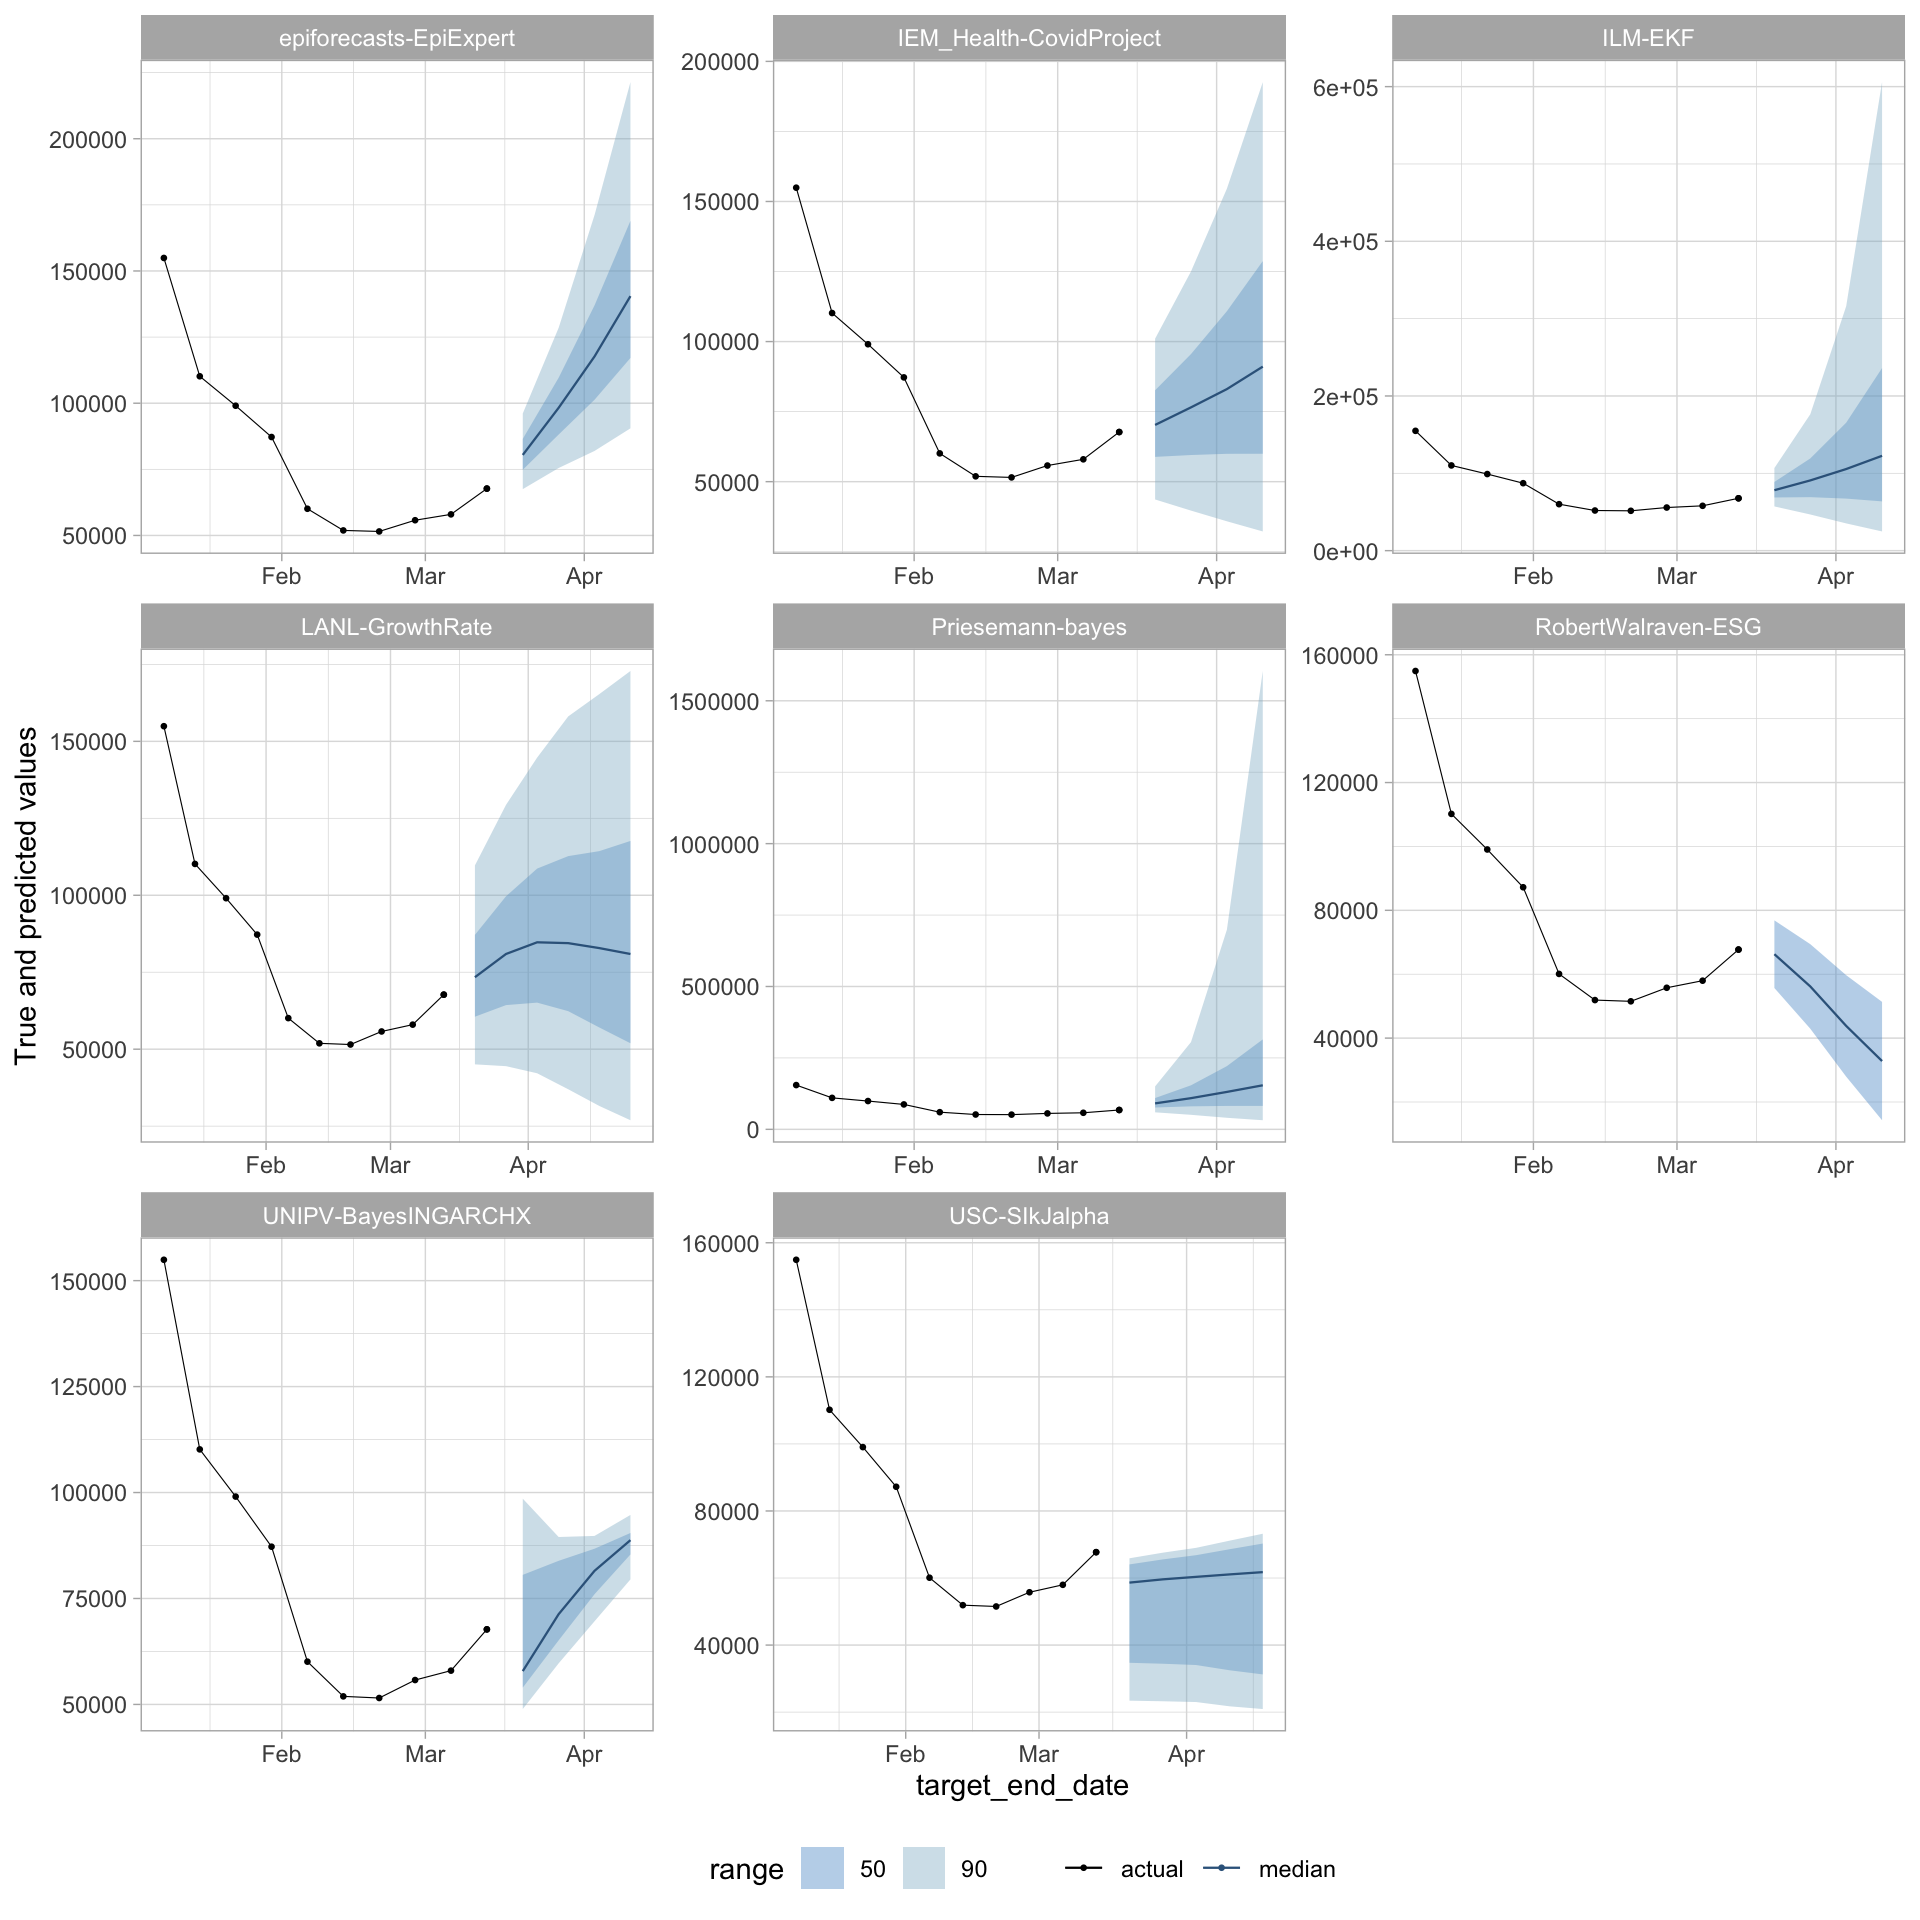 epiforecasts-EpiExpert
IEM_Health-CovidProject
ILM-EKF
200000
150000
100000
50000
Feb Mar Apr
200000
150000
100000
50000
Feb Mar Apr
6e+05
4e+05
2e+05
0e+00
Feb Mar Apr
True and predicted values
LANL-GrowthRate
Priesemann-bayes
RobertWalraven-ESG
150000
100000
50000
Feb Mar Apr
1500000
1000000
500000
0
Feb Mar Apr
160000
120000
80000
40000
Feb Mar Apr
UNIPV-BayesINGARCHX
USC-SIkJalpha
150000
125000
100000
75000
50000
Feb Mar Apr
160000
120000
80000
40000
Feb Mar Apr
target_end_date
range 50 90 actual median